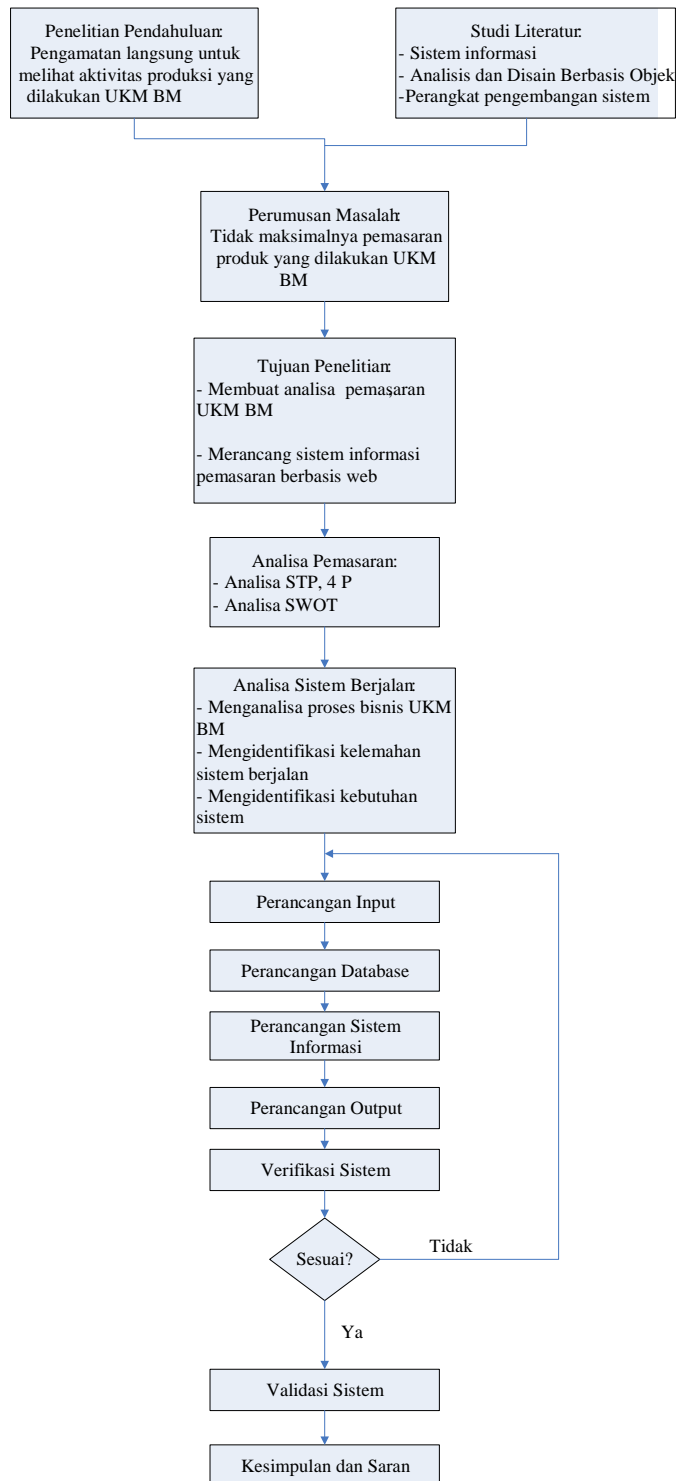 Penelitian Pendahuluan:
Pengamatan langsung untuk
melihat aktivitas produksi yang
dilakukan UKM BM
Studi Literatur:
- Sistem informasi
- Analisis dan Disain Berbasis Objek
-Perangkat pengembangan sistem
Perumusan Masalah:
Tidak maksimalnya pemasaran
produk yang dilakukan UKM
BM
Tujuan Penelitian:
- Membuat analisa pemasaran
UKM BM
- Merancang sistem informasi
pemasaran berbasis web
Analisa Pemasaran:
- Analisa STP, 4 P
- Analisa SWOT
Analisa Sistem Berjalan:
- Menganalisa proses bisnis UKM
BM
- Mengidentifikasi kelemahan
sistem berjalan
- Mengidentifikasi kebutuhan
sistem
Perancangan Input
Perancangan Database
Perancangan Sistem
Informasi
Perancangan Output
Verifikasi Sistem
Sesuai?
Tidak
Ya
Validasi Sistem
Kesimpulan dan Saran